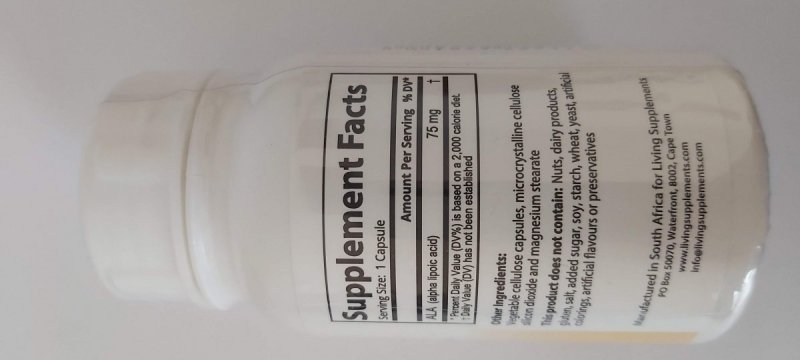 Supplement Facts
Serving Size: 1 Capsule
Amount Per Serving % DV*
ALA (alpha lipoic acid) 75 mg †
* Percent Daily Value (DV%) is based on a 2,000 calorie diet.
† Daily Value (DV) has not been established
Other Ingredients:
Vegetable cellulose capsules, microcrystalline cellulose
silicon dioxide and magnesium stearate
This product does not contain: Nuts, dairy products,
gluten, salt, added sugar, soy, starch, wheat, yeast, artificial
colorings, artificial flavours or preservatives
Manufactured in South Africa for Living Supplements
PO Box 50070, Waterfront, 8002, Cape Town
www.livingsupplements.com
info@livingsupplements.com